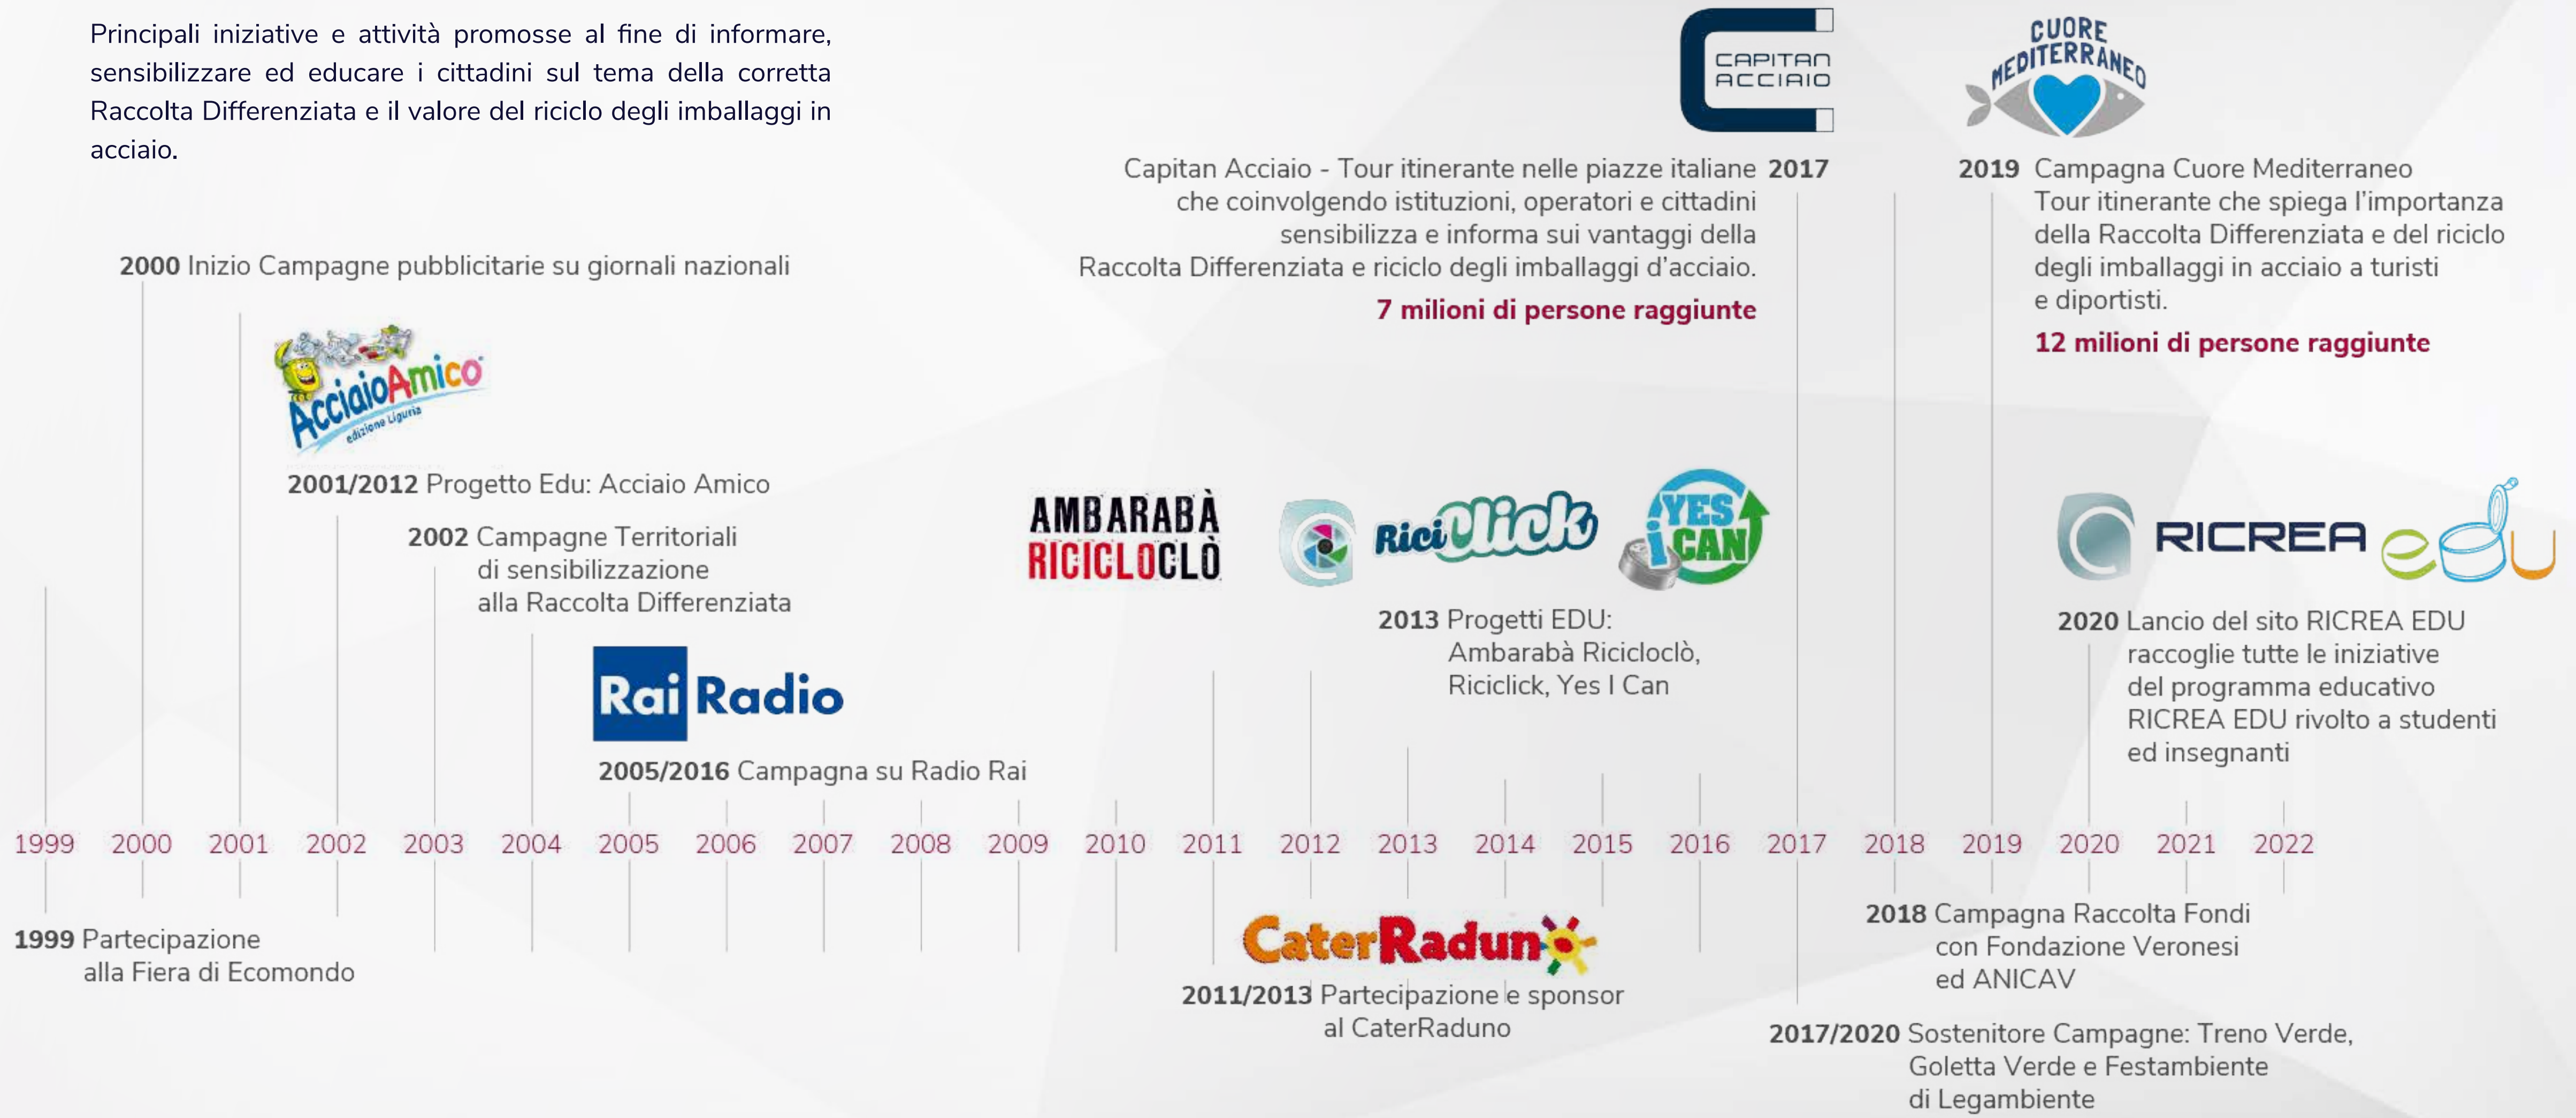 Principali iniziative e attività promosse al fine di informare,
sensibilizzare ed educare i cittadini sul tema della corretta
Raccolta Differenziata e il valore del riciclo degli imballaggi in
acciaio.
CAPITAN
ACCIAIO
CUORE
MEDITERRANEO
Capitan Acciaio - Tour itinerante nelle piazze italiane 2017
che coinvolgendo istituzioni, operatori e cittadini
sensibilizza e informa sui vantaggi della
Raccolta Differenziata e riciclo degli imballaggi d'acciaio.
7 milioni di persone raggiunte
2019 Campagna Cuore Mediterraneo
Tour itinerante che spiega l'importanza
della Raccolta Differenziata e del riciclo
degli imballaggi in acciaio a turisti
e diportisti.
12 milioni di persone raggiunte
2000 Inizio Campagne pubblicitarie su giornali nazionali
AcciaioAmico
edizione Liguria
2001/2012 Progetto Edu: Acciaio Amico
2002 Campagne Territoriali
di sensibilizzazione
alla Raccolta Differenziata
Rai Radio
2005/2016 Campagna su Radio Rai
AMBARABÀ
RICICLOCLÒ
RiciClick
YES
i CAN
2013 Progetti EDU:
Ambarabà Ricicloclò,
Riciclick, Yes I Can
RICREA edu
2020 Lancio del sito RICREA EDU
raccoglie tutte le iniziative
del programma educativo
RICREA EDU rivolto a studenti
ed insegnanti
1999 2000 2001 2002 2003 2004 2005 2006 2007 2008 2009 2010 2011 2012 2013 2014 2015 2016 2017 2018 2019 2020 2021 2022
1999 Partecipazione
alla Fiera di Ecomondo
CaterRaduno
2011/2013 Partecipazione e sponsor
al CaterRaduno
2018 Campagna Raccolta Fondi
con Fondazione Veronesi
ed ANICAV
2017/2020 Sostenitore Campagne: Treno Verde,
Goletta Verde e Festambiente
di Legambiente